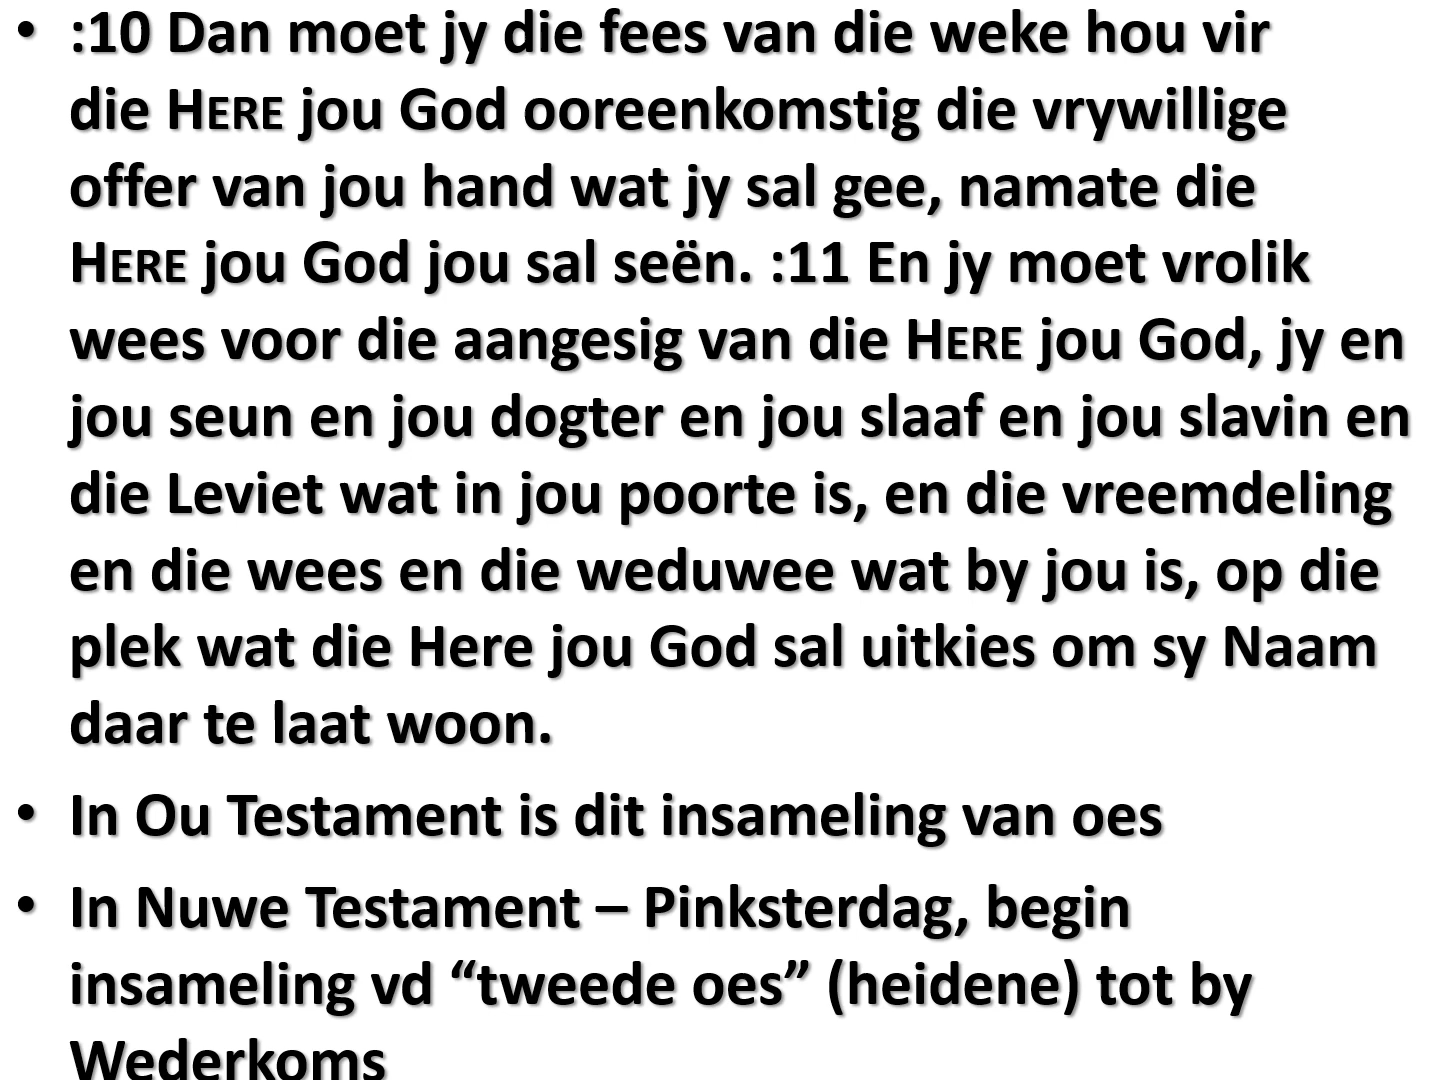 • :10 Dan moet jy die fees van die weke hou vir
die HERE jou God ooreenkomstig die vrywillige
offer van jou hand wat jy sal gee, namate die
HERE jou God jou sal seën. :11 En jy moet vrolik
wees voor die aangesig van die HERE jou God, jy en
jou seun en jou dogter en jou slaaf en jou slavin en
die Leviet wat in jou poorte is, en die vreemdeling
en die wees en die weduwee wat by jou is, op die
plek wat die Here jou God sal uitkies om sy Naam
daar te laat woon.
• In Ou Testament is dit insameling van oes
• In Nuwe Testament – Pinksterdag, begin
insameling vd “tweede oes” (heidene) tot by
Wederkoms